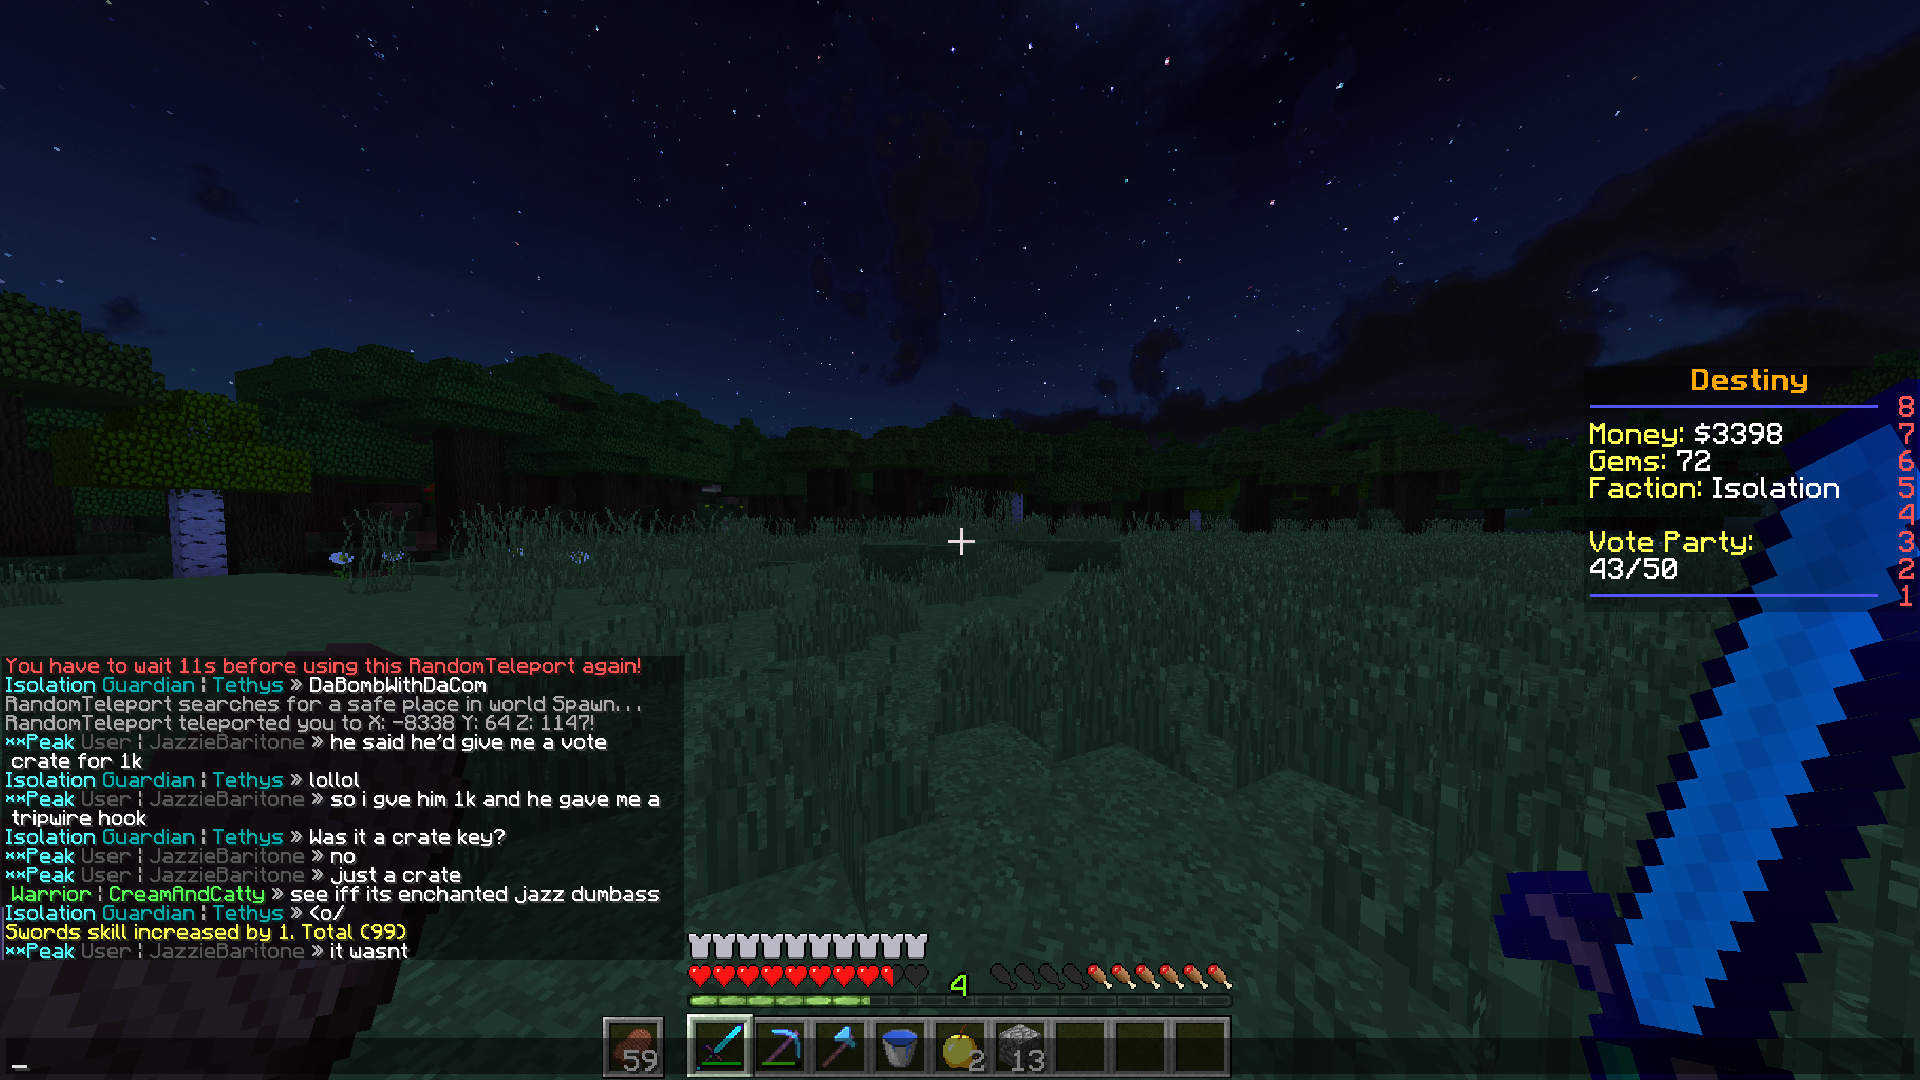 Destiny
8
Money: $3398
7
Gems: 72
6
Faction: Isolation
5
4
Vote Party:
3
43/50
2
1
You have to wait 11s before using this RandomTeleport again!
Isolation Guardian ¦ Tethys » DaBombWithDaCom
RandomTeleport searches for a safe place in world Spawn...
RandomTeleport teleported you to X: -8338 Y: 64 Z: 1147!
**Peak User ¦ JazzieBaritone » he said he'd give me a vote
crate for 1k
Isolation Guardian ¦ Tethys » lollol
**Peak User ¦ JazzieBaritone » so i gve him 1k and he gave me a
tripwire hook
Isolation Guardian ¦ Tethys » Was it a crate key?
**Peak User ¦ JazzieBaritone » no
**Peak User ¦ JazzieBaritone » just a crate
Warrior ¦ CreamAndCatty » see iff its enchanted jazz dumbass
Isolation Guardian ¦ Tethys » <o/
Swords skill increased by 1. Total (99)
**Peak User ¦ JazzieBaritone » it wasnt
4
59
2
13
_